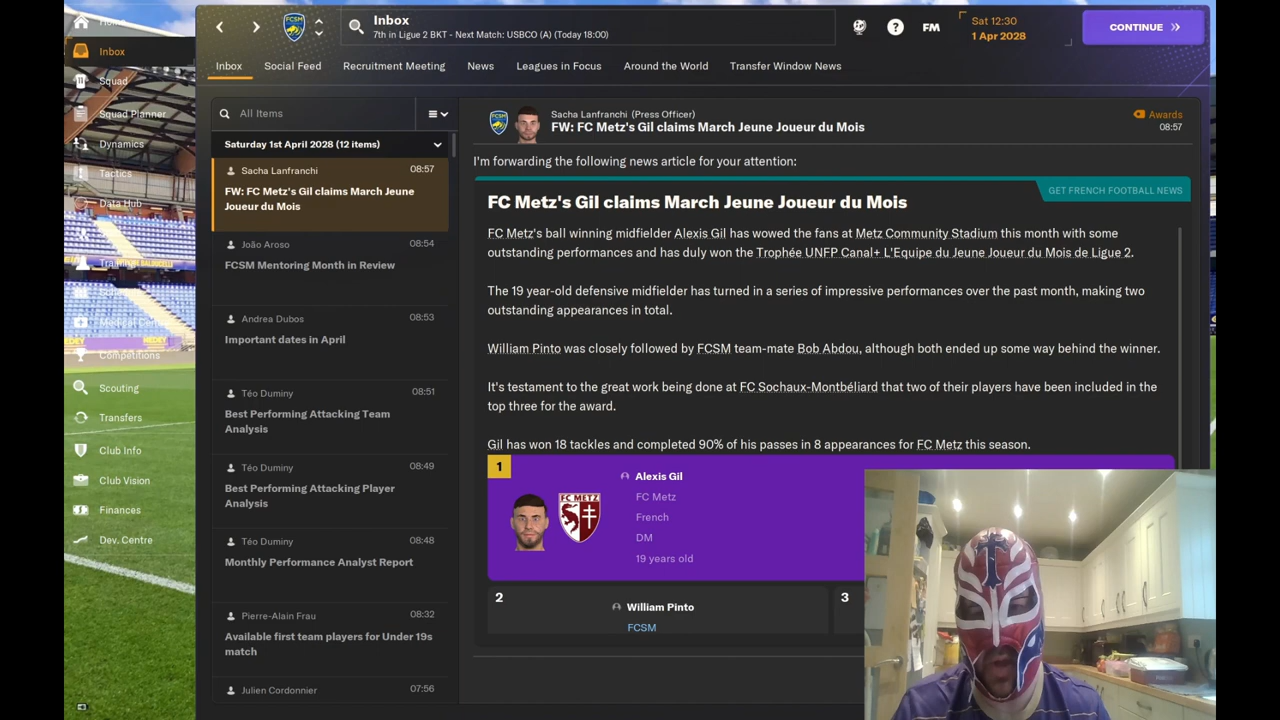 Inbox
7th in Ligue 2 BKT - Next Match: USBCO (A) (Today 18:00)
FM
Sat 12:30
1 Apr 2028
CONTINUE
Inbox
Social Feed
Recruitment Meeting
News
Leagues in Focus
Around the World
Transfer Window News
Inbox
Squad
Squad Planner
Dynamics
Tactics
Data Hub
Competitions
Scouting
Transfers
Club Info
Club Vision
Finances
Dev. Centre
All Items
Saturday 1st April 2028 (12 items)
Sacha Lanfranchi 08:57
FW: FC Metz's Gil claims March Jeune
Joueur du Mois
João Aroso 08:54
FCSM Mentoring Month in Review
Andrea Dubos 08:53
Important dates in April
Téo Duminy 08:51
Best Performing Attacking Team
Analysis
Téo Duminy 08:49
Best Performing Attacking Player
Analysis
Téo Duminy 08:48
Monthly Performance Analyst Report
Pierre-Alain Frau 08:32
Available first team players for Under 19s
match
Julien Cordonnier 07:56
Sacha Lanfranchi (Press Officer)
FW: FC Metz's Gil claims March Jeune Joueur du Mois
Awards
08:57
I'm forwarding the following news article for your attention:
GET FRENCH FOOTBALL NEWS
FC Metz's Gil claims March Jeune Joueur du Mois
FC Metz's ball winning midfielder Alexis Gil has wowed the fans at Metz Community Stadium this month with some
outstanding performances and has duly won the Trophée UNFP Canal+ L'Equipe du Jeune Joueur du Mois de Ligue 2.
The 19 year-old defensive midfielder has turned in a series of impressive performances over the past month, making two
outstanding appearances in total.
William Pinto was closely followed by FCSM team-mate Bob Abdou, although both ended up some way behind the winner.
It's testament to the great work being done at FC Sochaux-Montbéliard that two of their players have been included in the
top three for the award.
Gil has won 18 tackles and completed 90% of his passes in 8 appearances for FC Metz this season.
1
Alexis Gil
FC Metz
French
DM
19 years old
FC METZ
2
William Pinto
FCSM
3